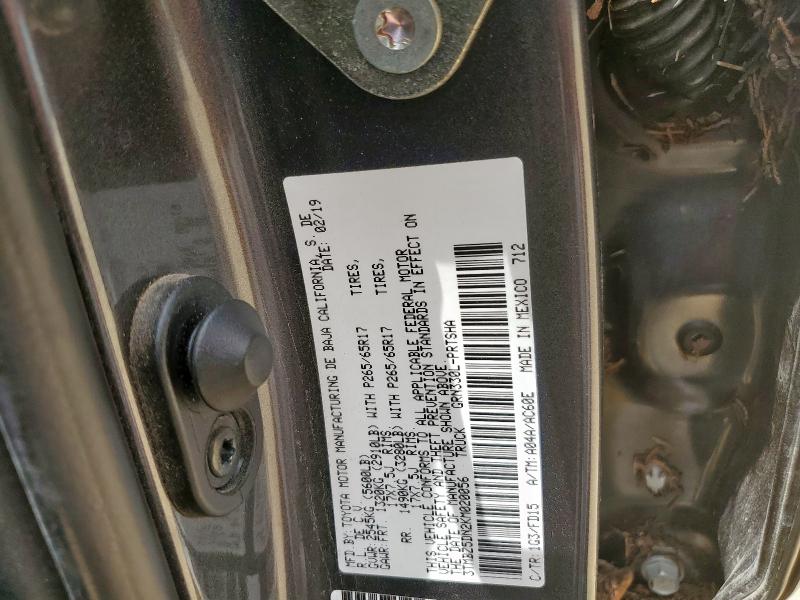 MFD.BY:TOYOTA MOTOR MANUFACTURING DE BAJA CALIFORNIA, S. DE
R.L. DE C.V. DATE: 02/19
GVWR: 2545KG (5600LB)
GAWR: FRT. 1320KG (2910LB) WITH P265/65R17 TIRES,
17X7.5J RIMS,
RR. 1490KG (3280LB) WITH P265/65R17 TIRES,
17X7.5J RIMS.
THIS VEHICLE CONFORMS TO ALL APPLICABLE FEDERAL MOTOR
VEHICLE SAFETY AND THEFT PREVENTION STANDARDS IN EFFECT ON
THE DATE OF MANUFACTURE SHOWN ABOVE.
TRUCK GRN330L-PRTSHA
C/TR:1G3/FD15 A/TM:A04A/AC60E MADE IN MEXICO 712